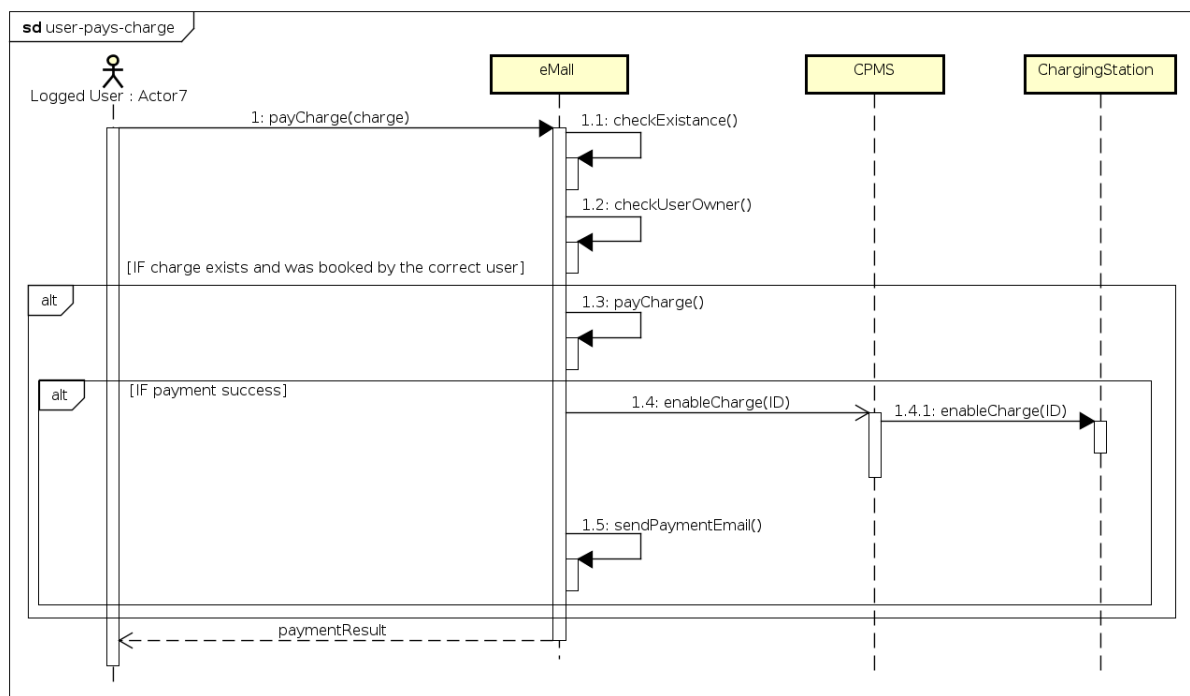 sd user-pays-charge
Logged User : Actor7
eMall
CPMS
ChargingStation
1: payCharge(charge)
1.1: checkExistance()
1.2: checkUserOwner()
[IF charge exists and was booked by the correct user]
alt
1.3: payCharge()
alt
[IF payment success]
1.4: enableCharge(ID)
1.4.1: enableCharge(ID)
1.5: sendPaymentEmail()
paymentResult